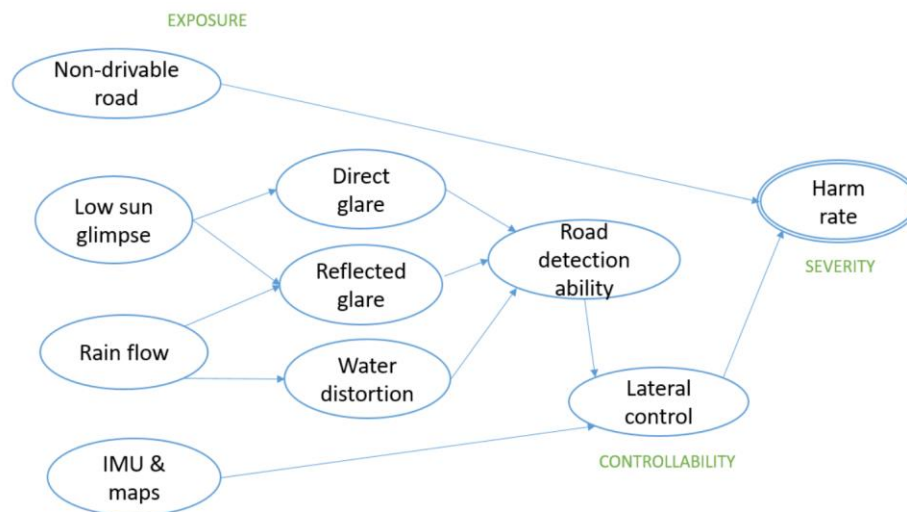 EXPOSURE
Non-drivable
road
Low sun
glimpse
Direct
glare
Reflected
glare
Rain flow
Water
distortion
IMU &
maps
Road
detection
ability
Lateral
control
CONTROLLABILITY
Harm
rate
SEVERITY